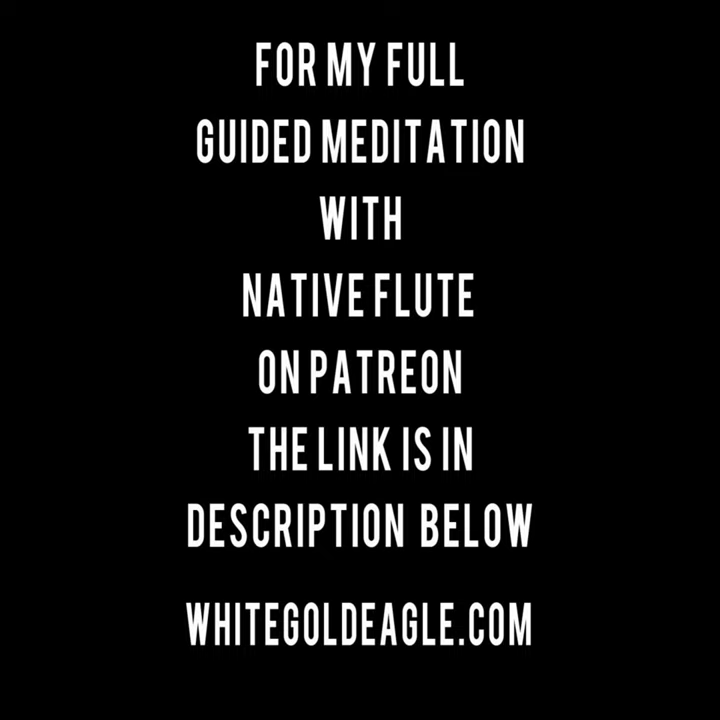 FOR MY FULL
GUIDED MEDITATION
WITH
NATIVE FLUTE
ON PATREON
THE LINK IS IN
DESCRIPTION BELOW
WHITEGOLDEAGLE.COM